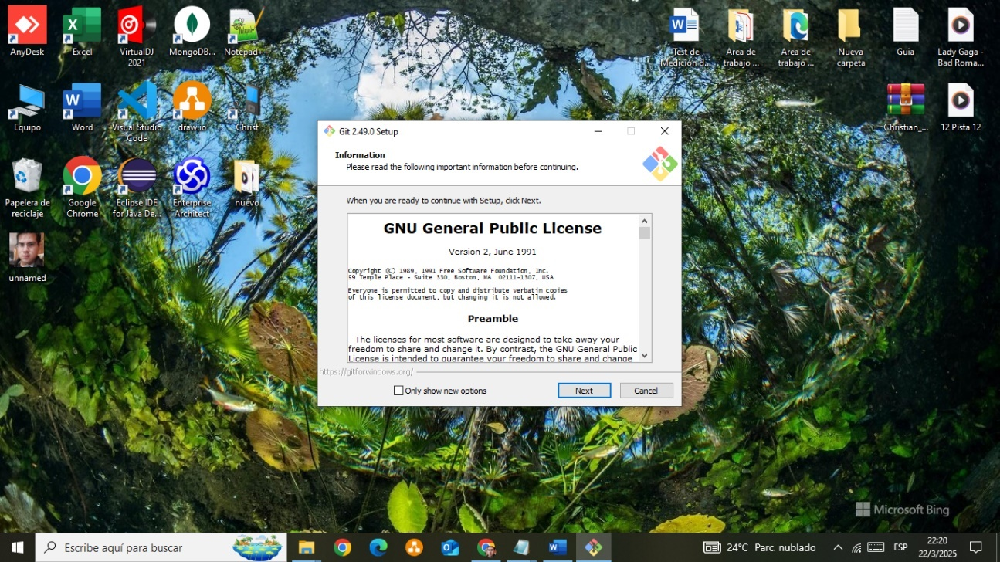 AnyDesk
Excel
VirtualDJ
2021
MongoDB...
Notepad++
Test de
Medición d...
Area de
trabajo ...
Area de
trabajo ...
Nueva
carpeta
Guia
Lady Gaga -
Bad Roma...
Equipo
Word
Visual Studio
Code
draw.io
Christ
Christian_...
12 Pista 12
Papelera de
reciclaje
Google
Chrome
Eclipse IDE
for Java De...
Enterprise
Architect
nuevo
unnamed
Git 2.49.0 Setup
Information
Please read the following important information before continuing.
When you are ready to continue with Setup, click Next.
GNU General Public License
Version 2, June 1991
Copyright (C) 1989, 1991 Free Software Foundation, Inc.
59 Temple Place - Suite 330, Boston, MA  02111-1307, USA
Everyone is permitted to copy and distribute verbatim copies
of this license document, but changing it is not allowed.
Preamble
The licenses for most software are designed to take away your
freedom to share and change it. By contrast, the GNU General Public
License is intended to guarantee your freedom to share and change
https://gitforwindows.org/
Only show new options
Next
Cancel
Microsoft Bing
Escribe aquí para buscar
24°C Parc. nublado
ESP
22:20
22/3/2025